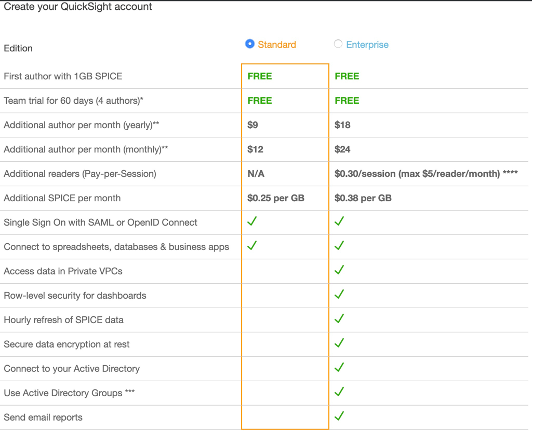 Create your QuickSight account
Edition Standard Enterprise
First author with 1GB SPICE FREE FREE
Team trial for 60 days (4 authors)* FREE FREE
Additional author per month (yearly)** $9 $18
Additional author per month (monthly)** $12 $24
Additional readers (Pay-per-Session) N/A $0.30/session (max $5/reader/month) ****
Additional SPICE per month $0.25 per GB $0.38 per GB
Single Sign On with SAML or OpenID Connect ✓ ✓
Connect to spreadsheets, databases & business apps ✓ ✓
Access data in Private VPCs ✓
Row-level security for dashboards ✓
Hourly refresh of SPICE data ✓
Secure data encryption at rest ✓
Connect to your Active Directory ✓
Use Active Directory Groups *** ✓
Send email reports ✓